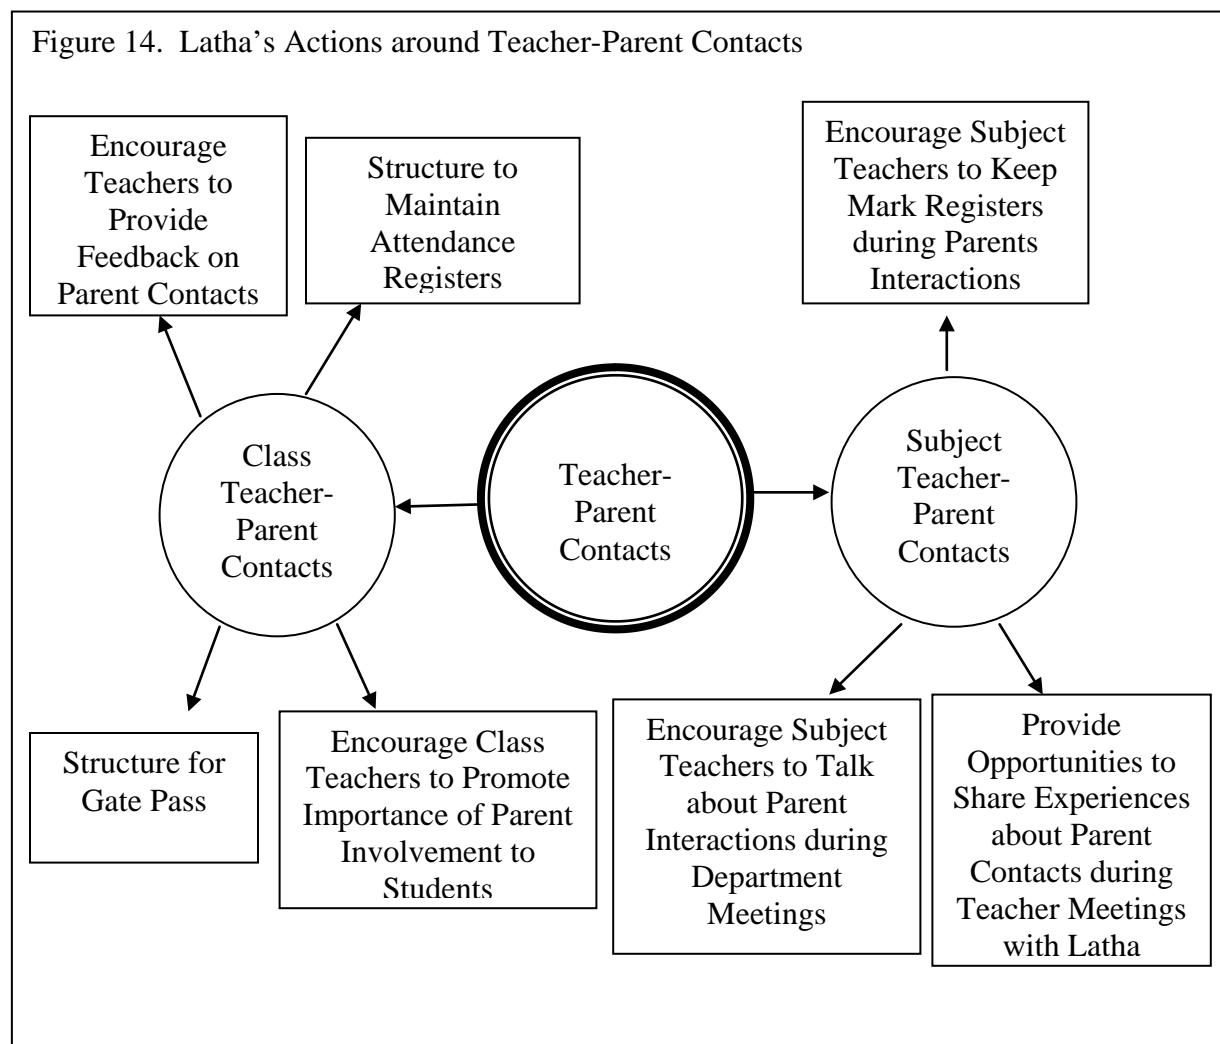 Figure 14.  Latha's Actions around Teacher-Parent Contacts
Encourage
Teachers to
Provide
Feedback on
Parent Contacts
Structure to
Maintain
Attendance
Registers
Encourage Subject
Teachers to Keep
Mark Registers
during Parents
Interactions
Class
Teacher-
Parent
Contacts
Teacher-
Parent
Contacts
Subject
Teacher-
Parent
Contacts
Structure for
Gate Pass
Encourage Class
Teachers to Promote
Importance of Parent
Involvement to
Students
Encourage Subject
Teachers to Talk
about Parent
Interactions during
Department
Meetings
Provide
Opportunities to
Share Experiences
about Parent
Contacts during
Teacher Meetings
with Latha